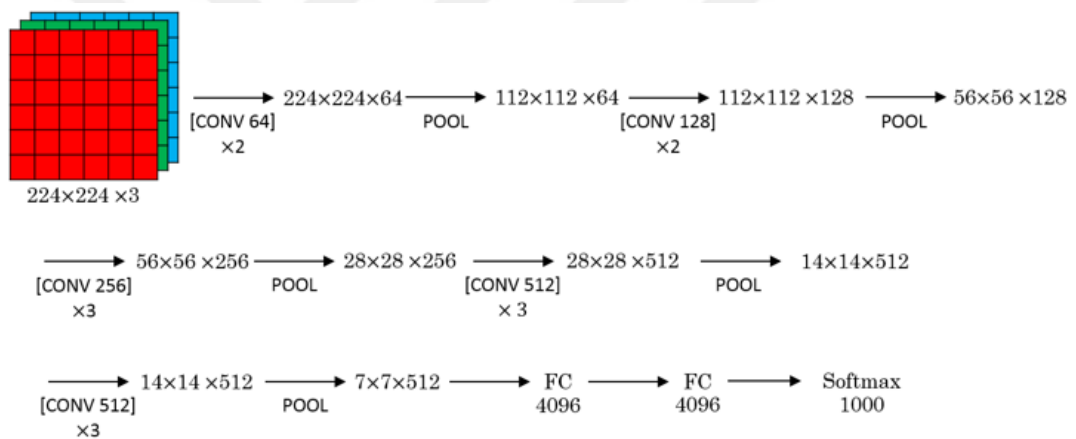 224×224×64 112×112 ×64 112×112 ×128 56×56 ×128
[CONV 64] POOL [CONV 128] POOL
×2 ×2
224×224 ×3
56×56 ×256 28×28 ×256 28×28 ×512 14×14×512
[CONV 256] POOL [CONV 512] POOL
×3 × 3
14×14 ×512 7×7×512 FC FC Softmax
[CONV 512] POOL 4096 4096 1000
×3